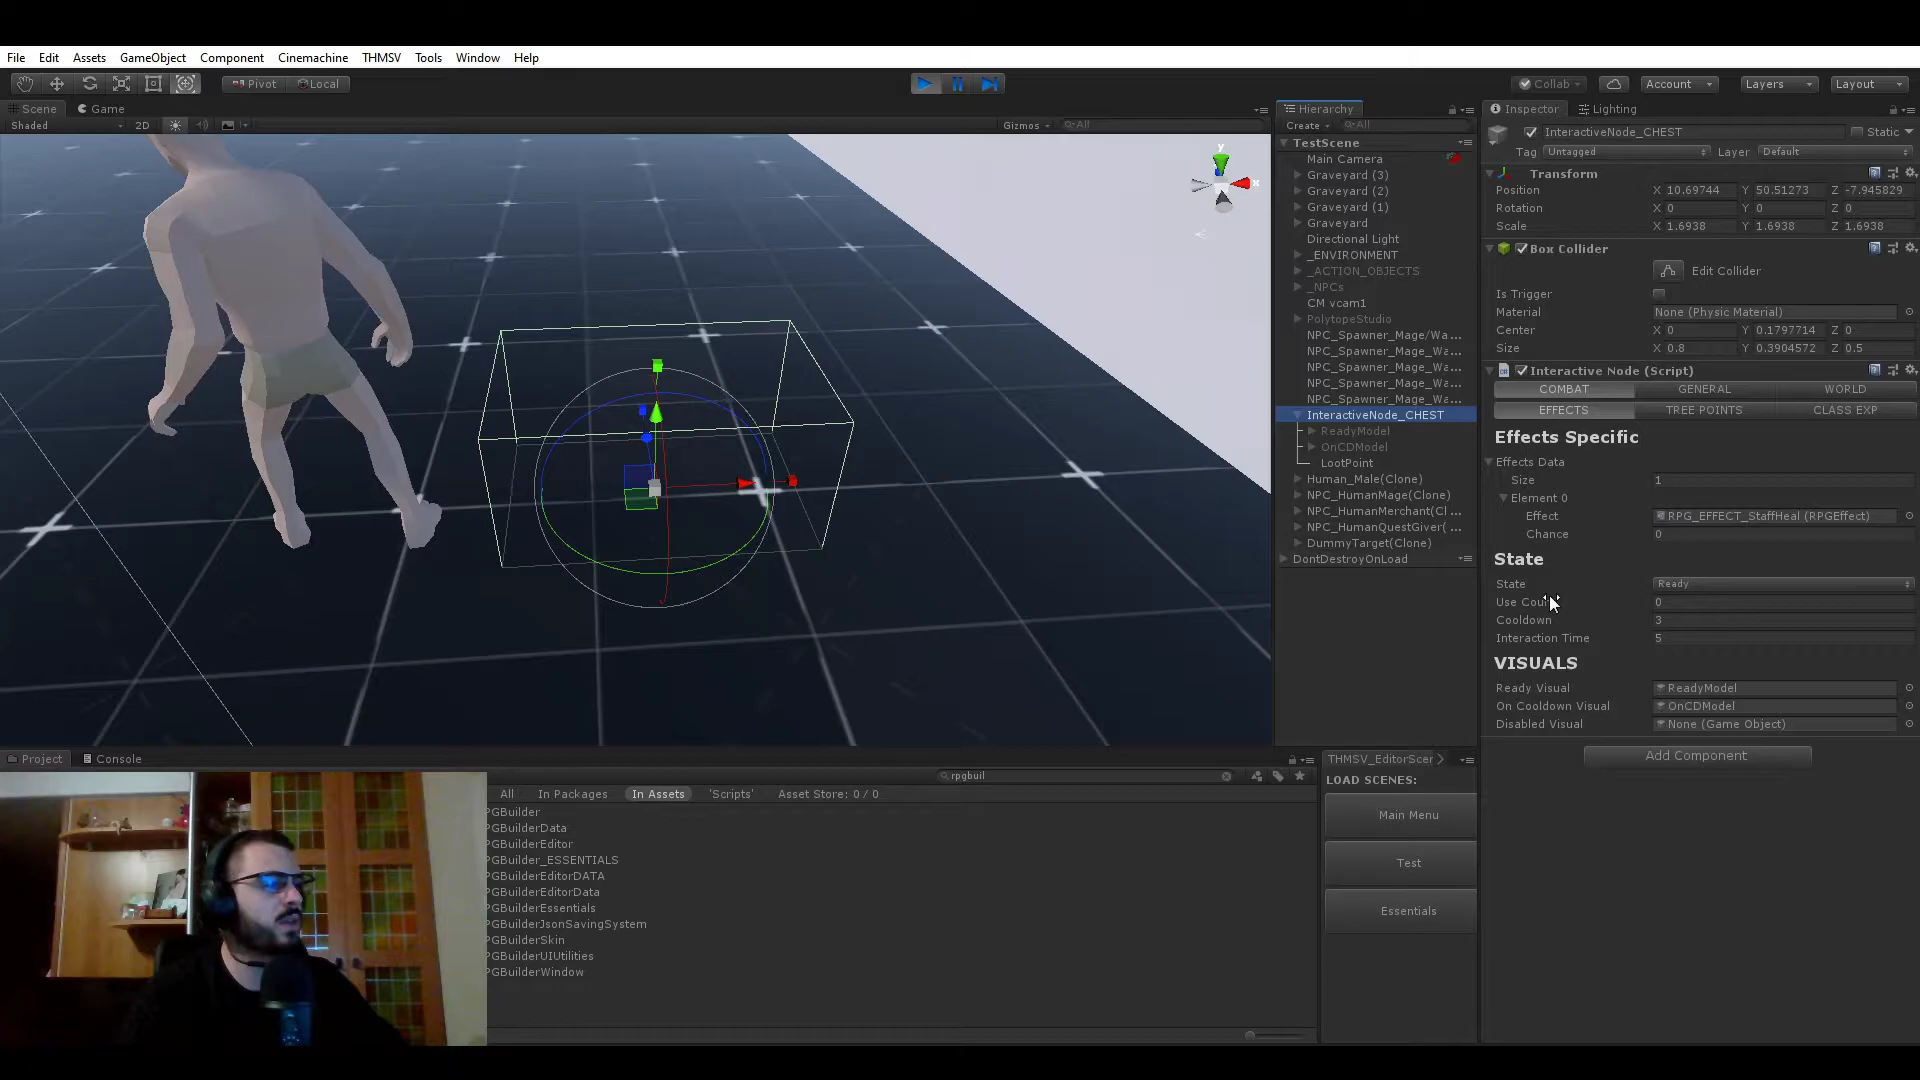 File Edit Assets GameObject Component Cinemachine THMSV Tools Window Help
Pivot Local
Collab Account Layers Layout
Scene Game
Shaded 2D Gizmos All
y
x
Hierarchy
Create All
TestScene
Main Camera
Graveyard (3)
Graveyard (2)
Graveyard (1)
Graveyard
Directional Light
_ENVIRONMENT
_ACTION_OBJECTS
_NPCs
CM vcam1
PolytopeStudio
NPC_Spawner_Mage/Wa...
NPC_Spawner_Mage_Wa...
NPC_Spawner_Mage_Wa...
NPC_Spawner_Mage_Wa...
NPC_Spawner_Mage_Wa...
InteractiveNode_CHEST
ReadyModel
OnCDModel
LootPoint
Human_Male(Clone)
NPC_HumanMage(Clone)
NPC_HumanMerchant(Cl...
NPC_HumanQuestGiver(...
DummyTarget(Clone)
DontDestroyOnLoad
Inspector Lighting
InteractiveNode_CHEST Static
Tag Untagged Layer Default
Transform
Position X 10.69744 Y 50.51273 Z -7.945829
Rotation X 0 Y 0 Z 0
Scale X 1.6938 Y 1.6938 Z 1.6938
Box Collider
Edit Collider
Is Trigger
Material None (Physic Material)
Center X 0 Y 0.1797714 Z 0
Size X 0.8 Y 0.3904572 Z 0.5
Interactive Node (Script)
COMBAT GENERAL WORLD
EFFECTS TREE POINTS CLASS EXP
Effects Specific
Effects Data
Size 1
Element 0
Effect RPG_EFFECT_StaffHeal (RPGEffect)
Chance 0
State
State Ready
Use Cou 0
Cooldown 3
Interaction Time 5
VISUALS
Ready Visual ReadyModel
On Cooldown Visual OnCDModel
Disabled Visual None (Game Object)
Add Component
Project Console
rpgbuil
All In Packages In Assets 'Scripts' Asset Store: 0 / 0
PGBuilder
PGBuilderData
PGBuilderEditor
PGBuilder_ESSENTIALS
PGBuilderEditorDATA
PGBuilderEditorData
PGBuilderEssentials
PGBuilderJsonSavingSystem
PGBuilderSkin
PGBuilderUIUtilities
PGBuilderWindow
THMSV_EditorScer
LOAD SCENES:
Main Menu
Test
Essentials